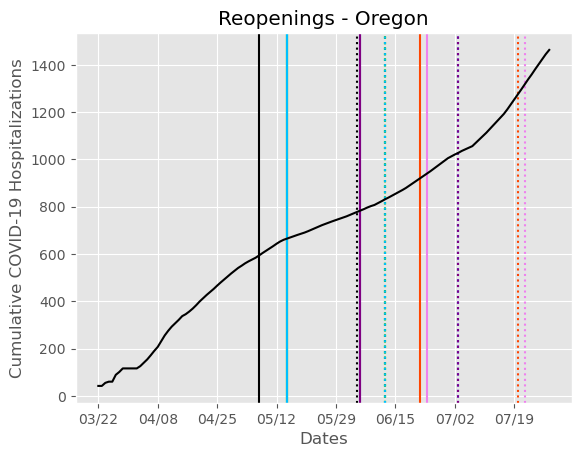 Reopenings - Oregon
Cumulative COVID-19 Hospitalizations
1400
1200
1000
800
600
400
200
0
03/22 04/08 04/25 05/12 05/29 06/15 07/02 07/19
Dates